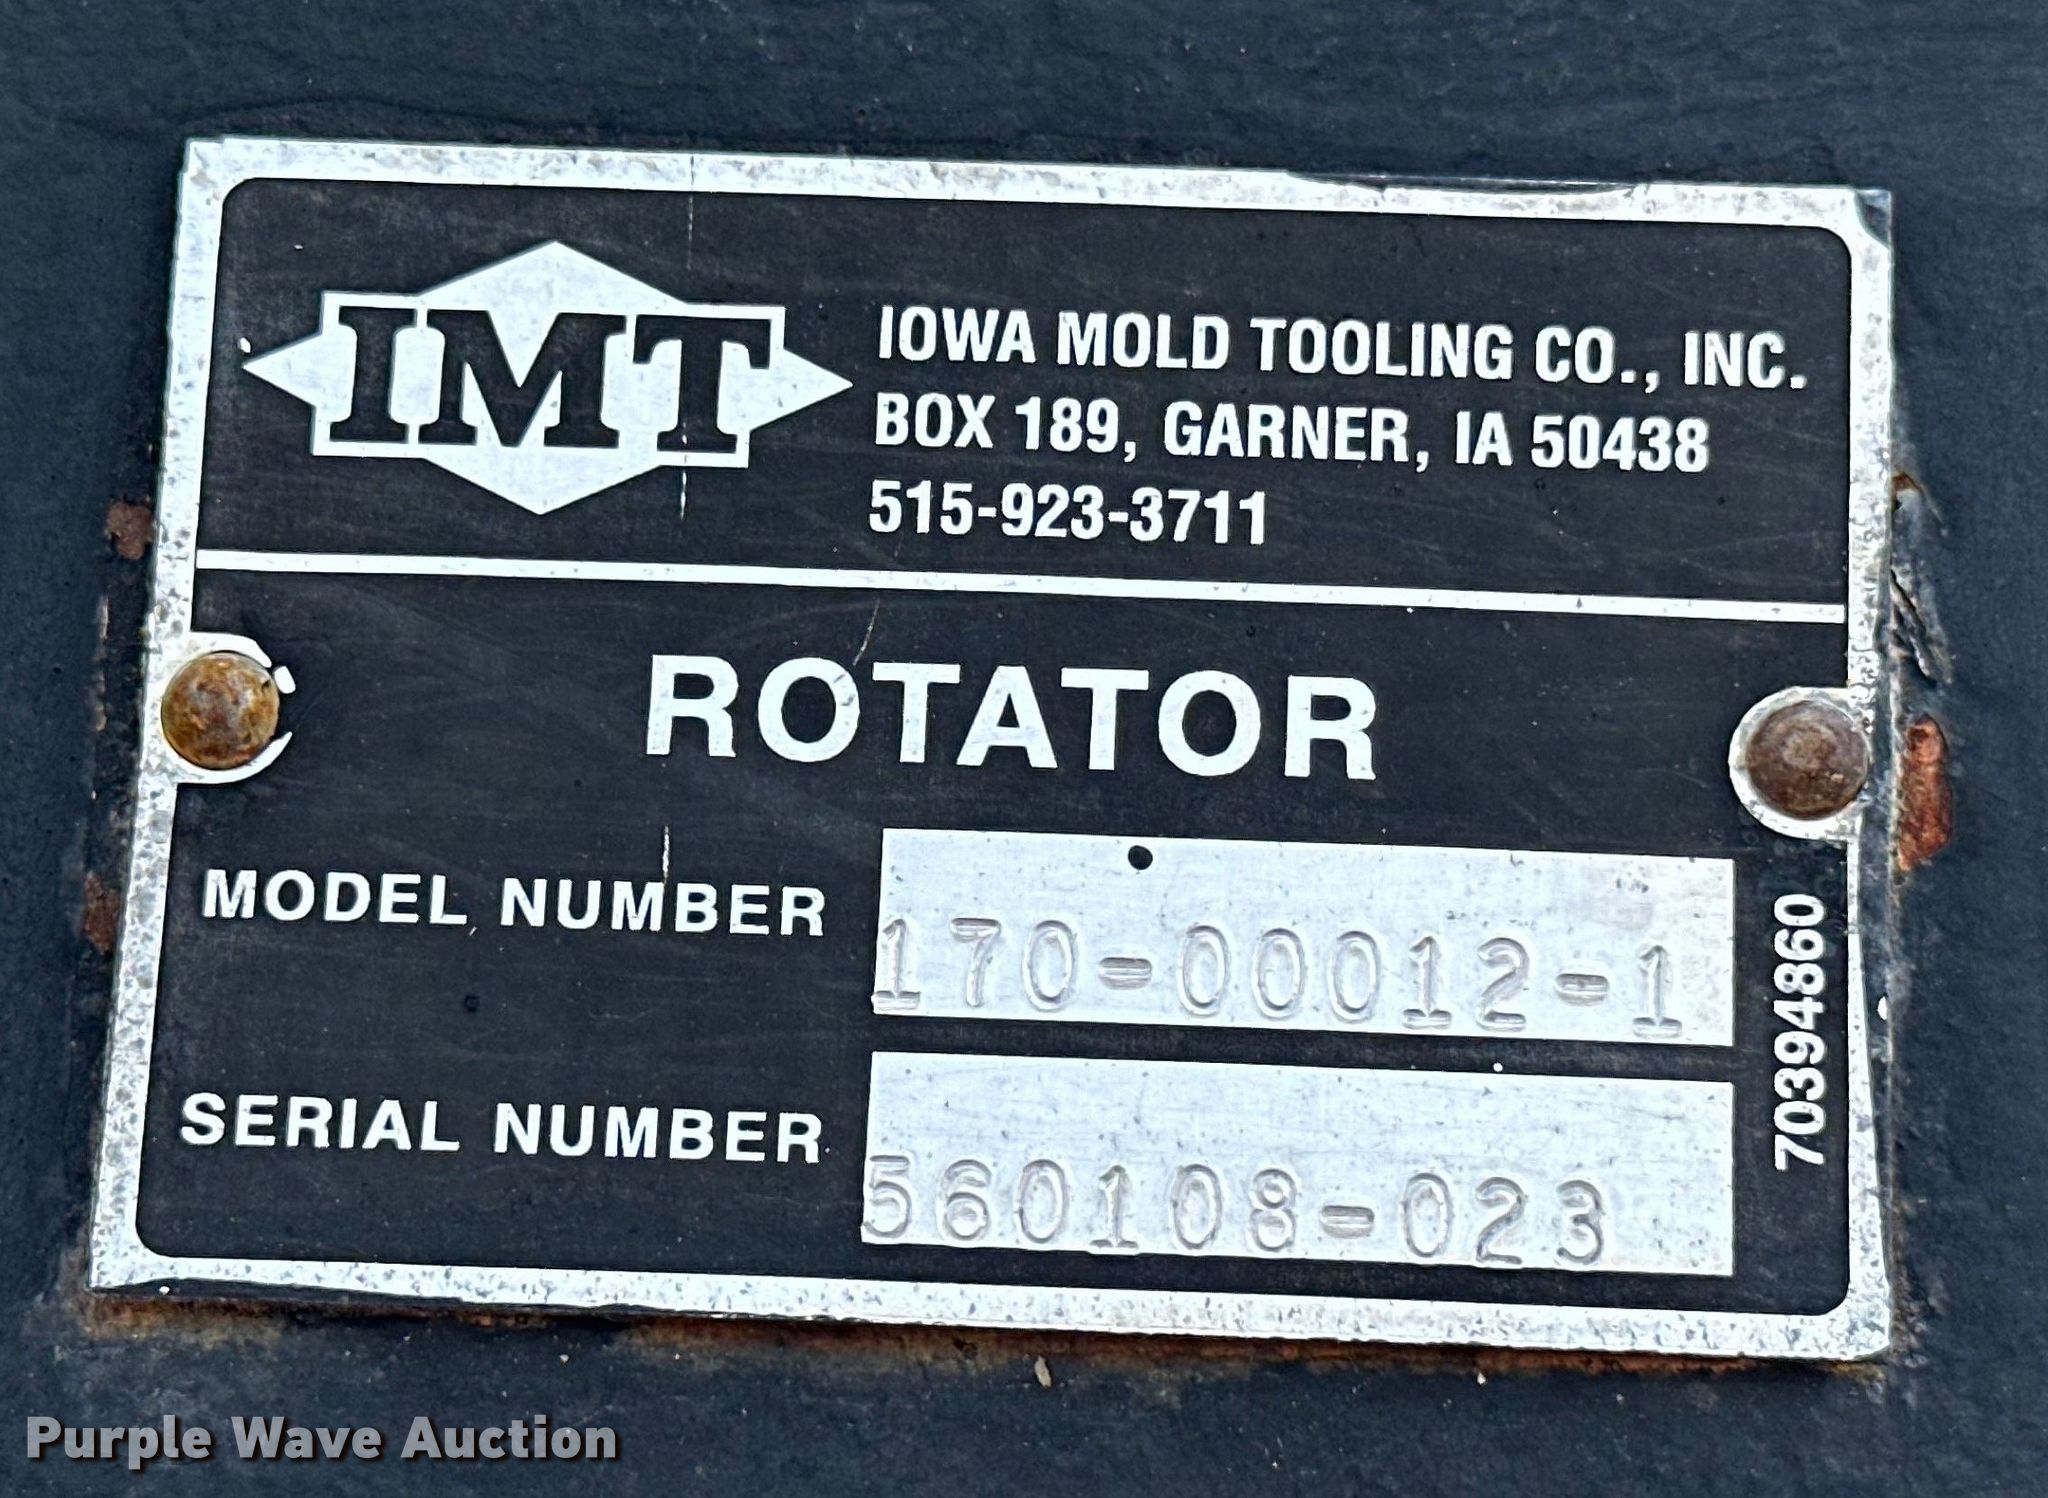 IMT
IOWA MOLD TOOLING CO., INC.
BOX 189, GARNER, IA 50438
515-923-3711
ROTATOR
MODEL NUMBER 170-00012-1
SERIAL NUMBER 560108-023
70394860
Purple Wave Auction